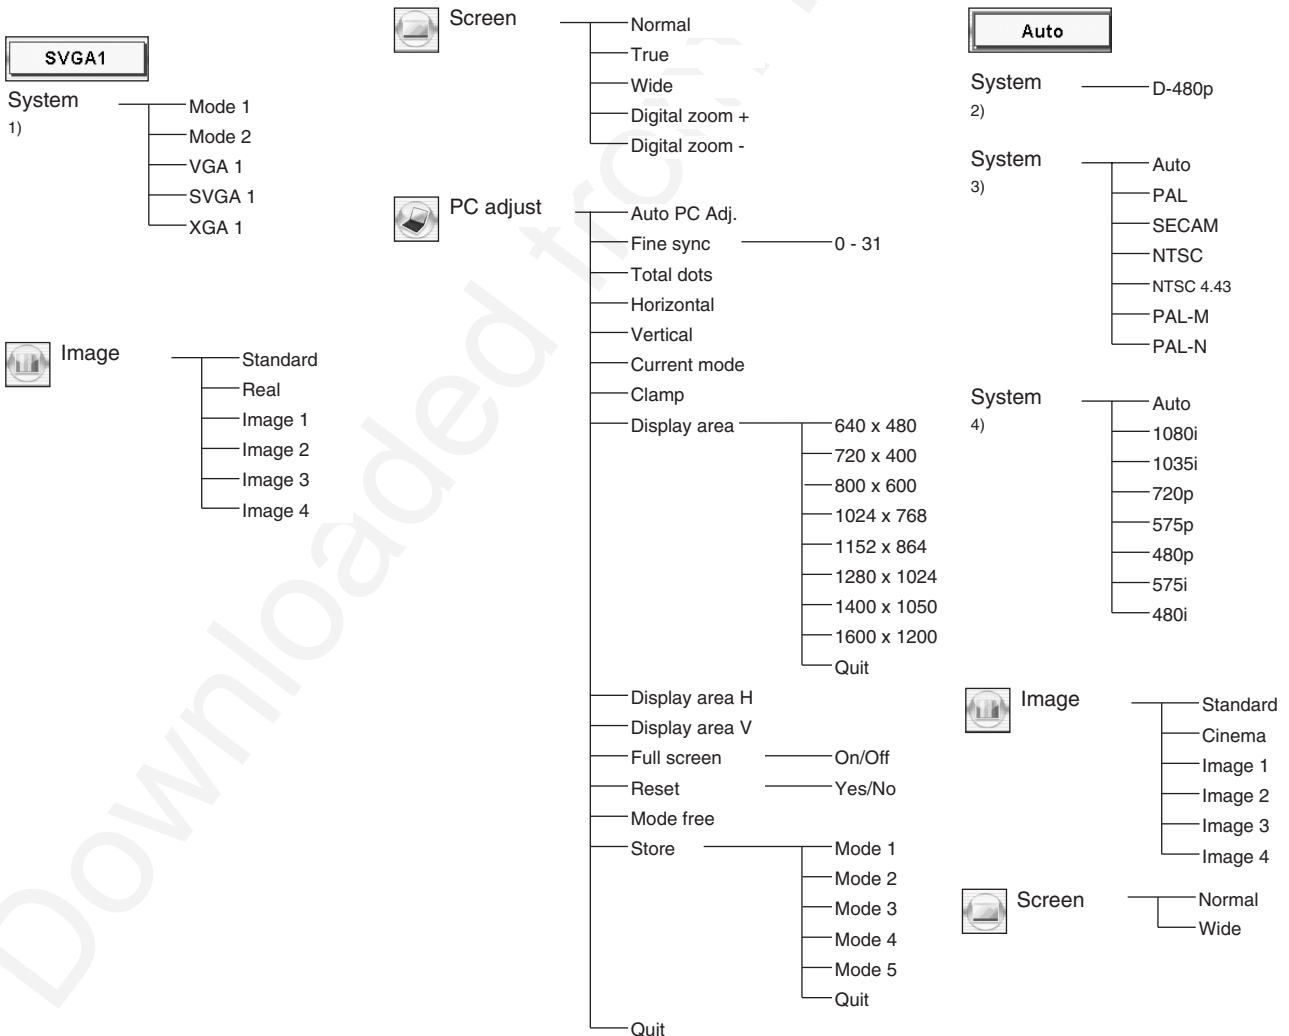 SVGA1
System
1)
Mode 1
Mode 2
VGA 1
SVGA 1
XGA 1
Image
Standard
Real
Image 1
Image 2
Image 3
Image 4
Screen
Normal
True
Wide
Digital zoom +
Digital zoom -
PC adjust
Auto PC Adj.
Fine sync
0 - 31
Total dots
Horizontal
Vertical
Current mode
Clamp
Display area
640 x 480
720 x 400
800 x 600
1024 x 768
1152 x 864
1280 x 1024
1400 x 1050
1600 x 1200
Quit
Display area H
Display area V
Full screen
On/Off
Reset
Yes/No
Mode free
Store
Mode 1
Mode 2
Mode 3
Mode 4
Mode 5
Quit
Quit
Auto
System
2)
D-480p
System
3)
Auto
PAL
SECAM
NTSC
NTSC 4.43
PAL-M
PAL-N
System
4)
Auto
1080i
1035i
720p
575p
480p
575i
480i
Image
Standard
Cinema
Image 1
Image 2
Image 3
Image 4
Screen
Normal
Wide
Downloaded from